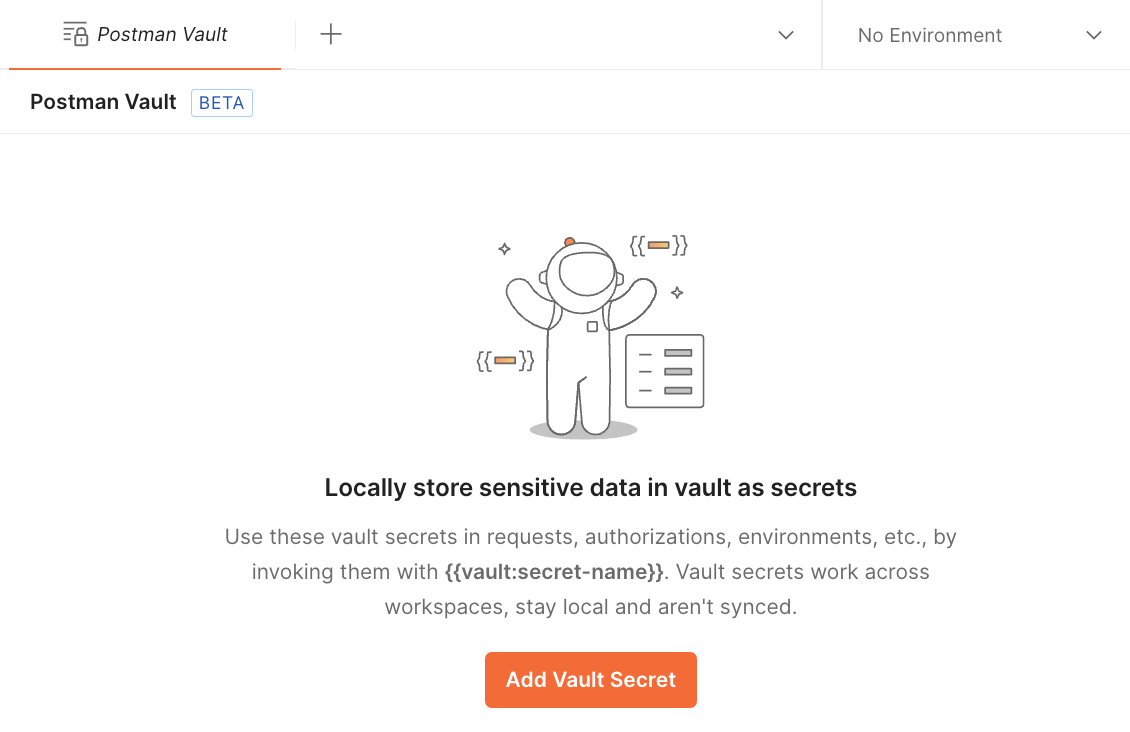 Postman Vault
No Environment
Postman Vault BETA
{{ }}
{{ }}
Locally store sensitive data in vault as secrets
Use these vault secrets in requests, authorizations, environments, etc., by
invoking them with {{vault:secret-name}}. Vault secrets work across
workspaces, stay local and aren't synced.
Add Vault Secret